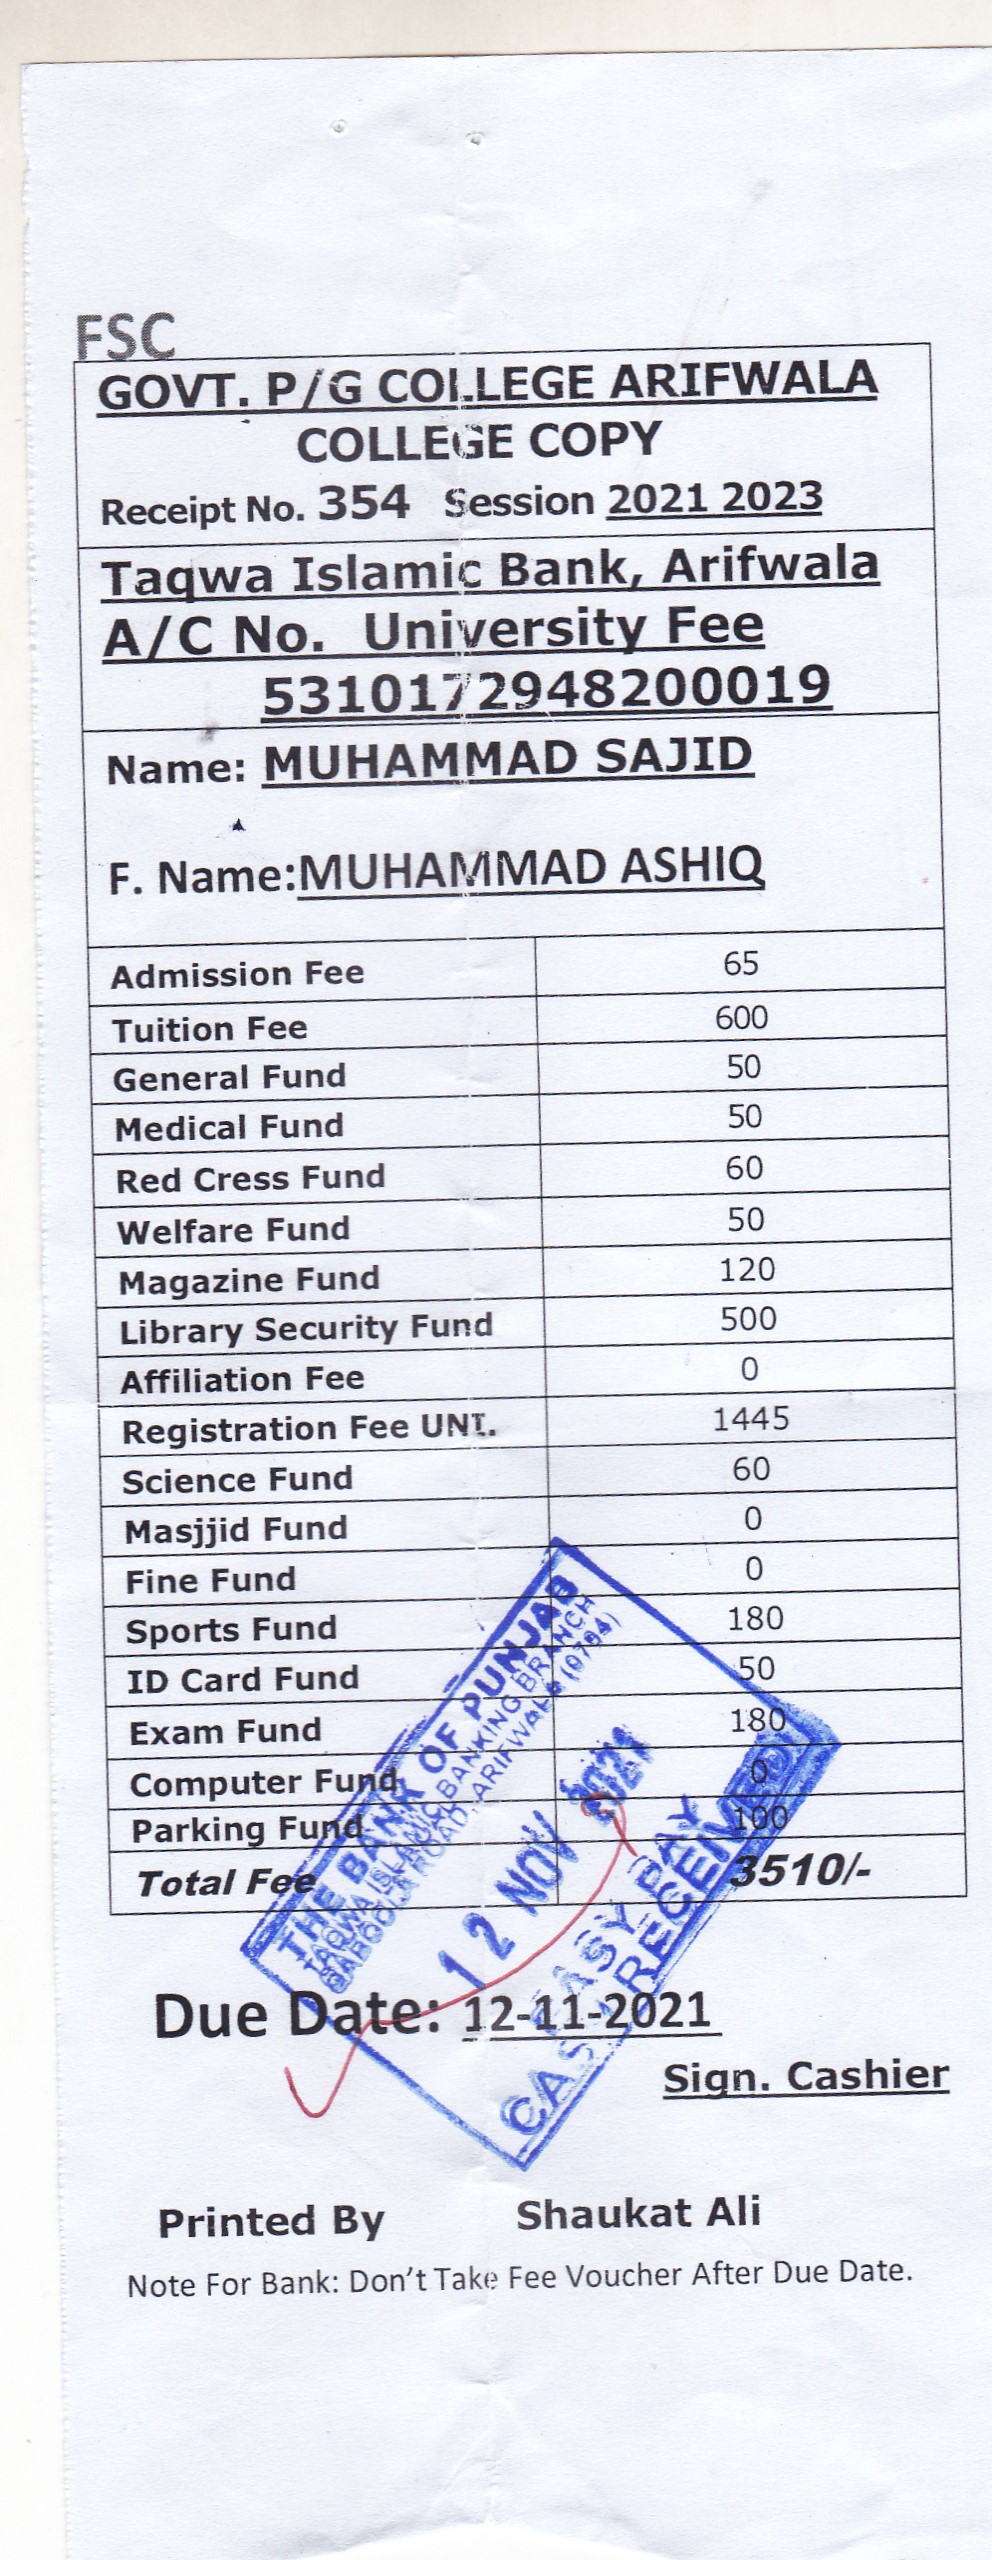 FSC
GOVT. P/G COLLEGE ARIFWALA
COLLEGE COPY
Receipt No. 354 Session 2021 2023
Taqwa Islamic Bank, Arifwala
A/C No. University Fee
5310172948200019
Name: MUHAMMAD SAJID
F. Name:MUHAMMAD ASHIQ
Admission Fee 65
Tuition Fee 600
General Fund 50
Medical Fund 50
Red Cress Fund 60
Welfare Fund 50
Magazine Fund 120
Library Security Fund 500
Affiliation Fee 0
Registration Fee UNI. 1445
Science Fund 60
Masjjid Fund 0
Fine Fund 0
Sports Fund 180
ID Card Fund 50
Exam Fund 180
Computer Fund 0
Parking Fund 100
Total Fee 3510/-
THE BANK OF PUNJAB
TAQWA ISLAMIC BANKING BRANCH
ROAD, ARIFWALA (0784)
12 NOV 2021
EASY PAY
CASH RECEIVED
Due Date: 12-11-2021
Sign. Cashier
Printed By Shaukat Ali
Note For Bank: Don't Take Fee Voucher After Due Date.